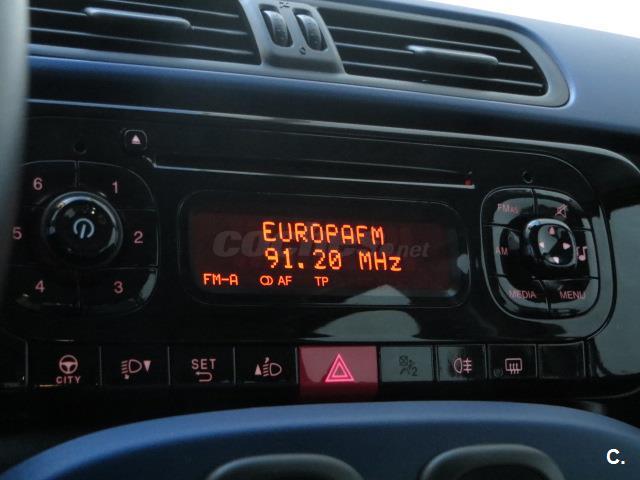 6 1
FMAS
EUROPAFM
5 2
91.20 MHz
AM
FM-A AF TP
4 3
MEDIA MENU
CITY
SET
2
C.